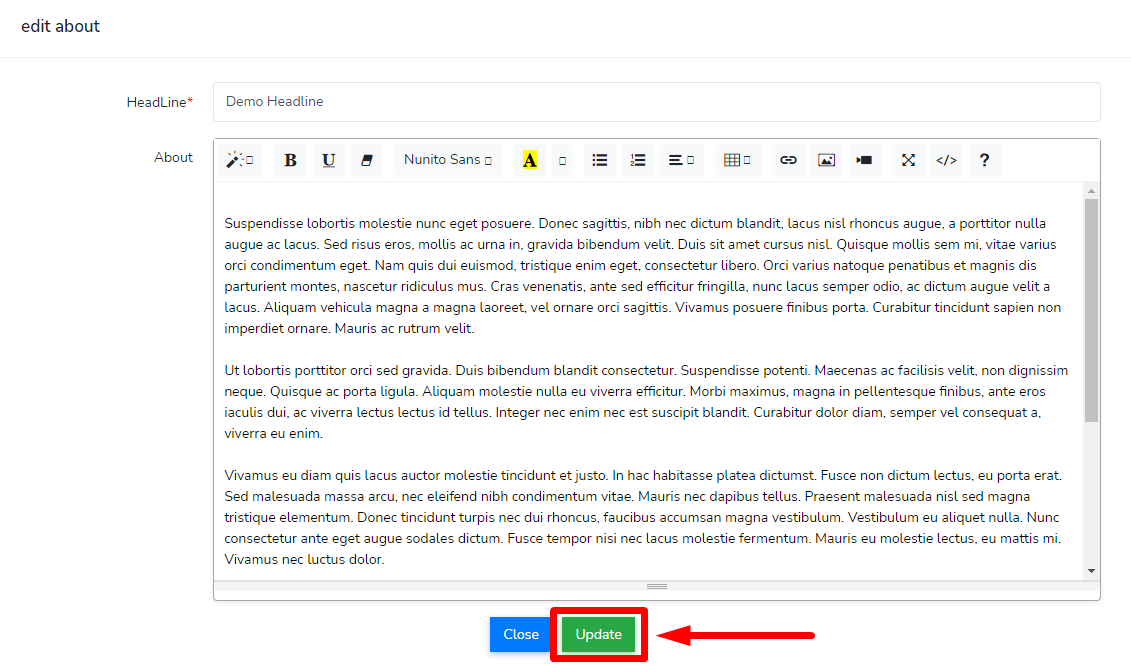 edit about
HeadLine*
Demo Headline
About
B U Nunito Sans A </> ?
Suspendisse lobortis molestie nunc eget posuere. Donec sagittis, nibh nec dictum blandit, lacus nisl rhoncus augue, a porttitor nulla
augue ac lacus. Sed risus eros, mollis ac urna in, gravida bibendum velit. Duis sit amet cursus nisl. Quisque mollis sem mi, vitae varius
orci condimentum eget. Nam quis dui euismod, tristique enim eget, consectetur libero. Orci varius natoque penatibus et magnis dis
parturient montes, nascetur ridiculus mus. Cras venenatis, ante sed efficitur fringilla, nunc lacus semper odio, ac dictum augue velit a
lacus. Aliquam vehicula magna a magna laoreet, vel ornare orci sagittis. Vivamus posuere finibus porta. Curabitur tincidunt sapien non
imperdiet ornare. Mauris ac rutrum velit.
Ut lobortis porttitor orci sed gravida. Duis bibendum blandit consectetur. Suspendisse potenti. Maecenas ac facilisis velit, non dignissim
neque. Quisque ac porta ligula. Aliquam molestie nulla eu viverra efficitur. Morbi maximus, magna in pellentesque finibus, ante eros
iaculis dui, ac viverra lectus lectus id tellus. Integer nec enim nec est suscipit blandit. Curabitur dolor diam, semper vel consequat a,
viverra eu enim.
Vivamus eu diam quis lacus auctor molestie tincidunt et justo. In hac habitasse platea dictumst. Fusce non dictum lectus, eu porta erat.
Sed malesuada massa arcu, nec eleifend nibh condimentum vitae. Mauris nec dapibus tellus. Praesent malesuada nisl sed magna
tristique elementum. Donec tincidunt turpis nec dui rhoncus, faucibus accumsan magna vestibulum. Vestibulum eu aliquet nulla. Nunc
consectetur ante eget augue sodales dictum. Fusce tempor nisi nec lacus molestie fermentum. Mauris eu molestie lectus, eu mattis mi.
Vivamus nec luctus dolor.
Close Update